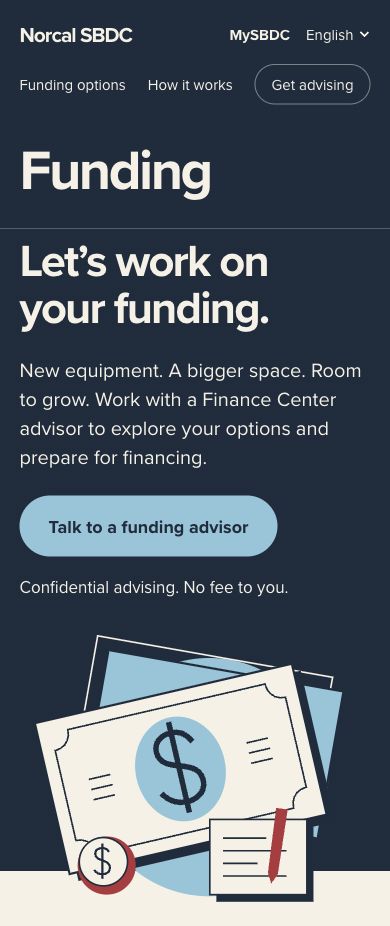 Norcal SBDC
MySBDC
English
Funding options
How it works
Get advising
Funding
Let’s work on
your funding.
New equipment. A bigger space. Room
to grow. Work with a Finance Center
advisor to explore your options and
prepare for financing.
Talk to a funding advisor
Confidential advising. No fee to you.
$
$